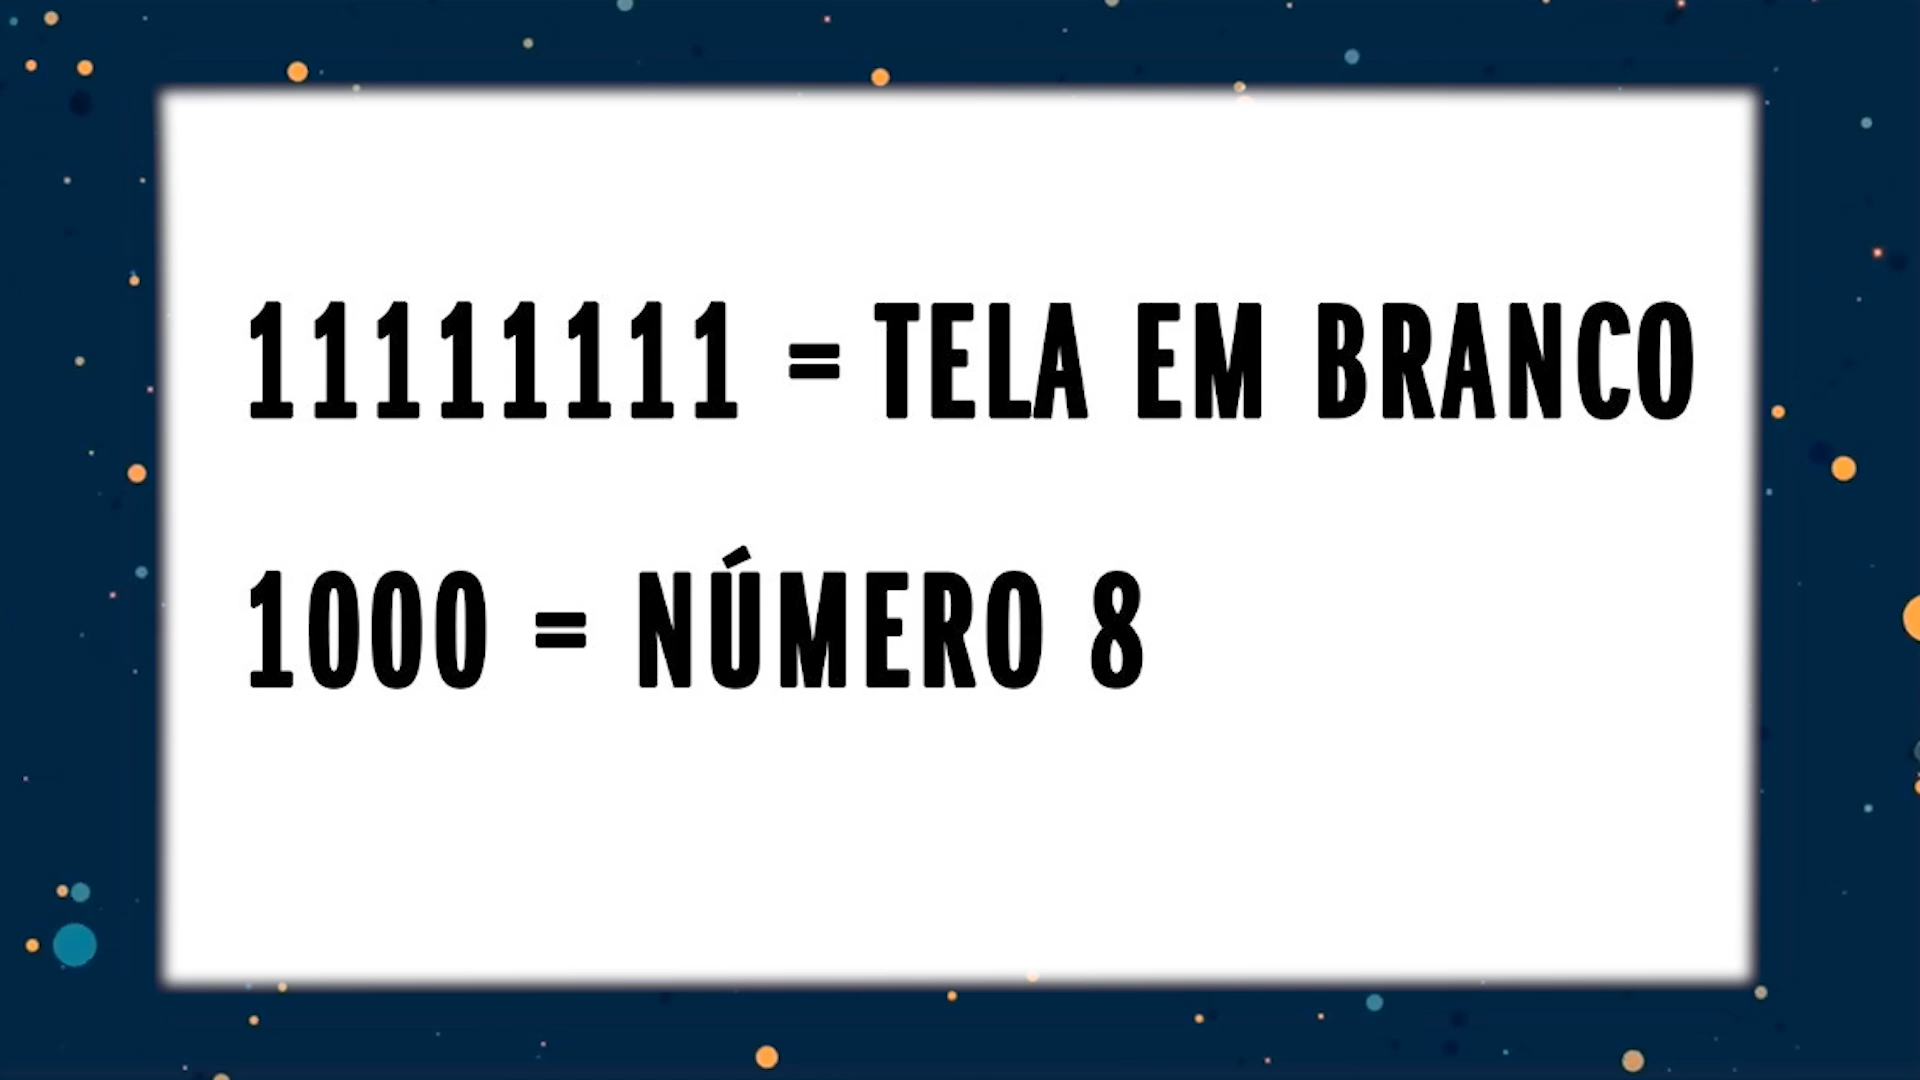 11111111 = TELA EM BRANCO
1000 = NÚMERO 8